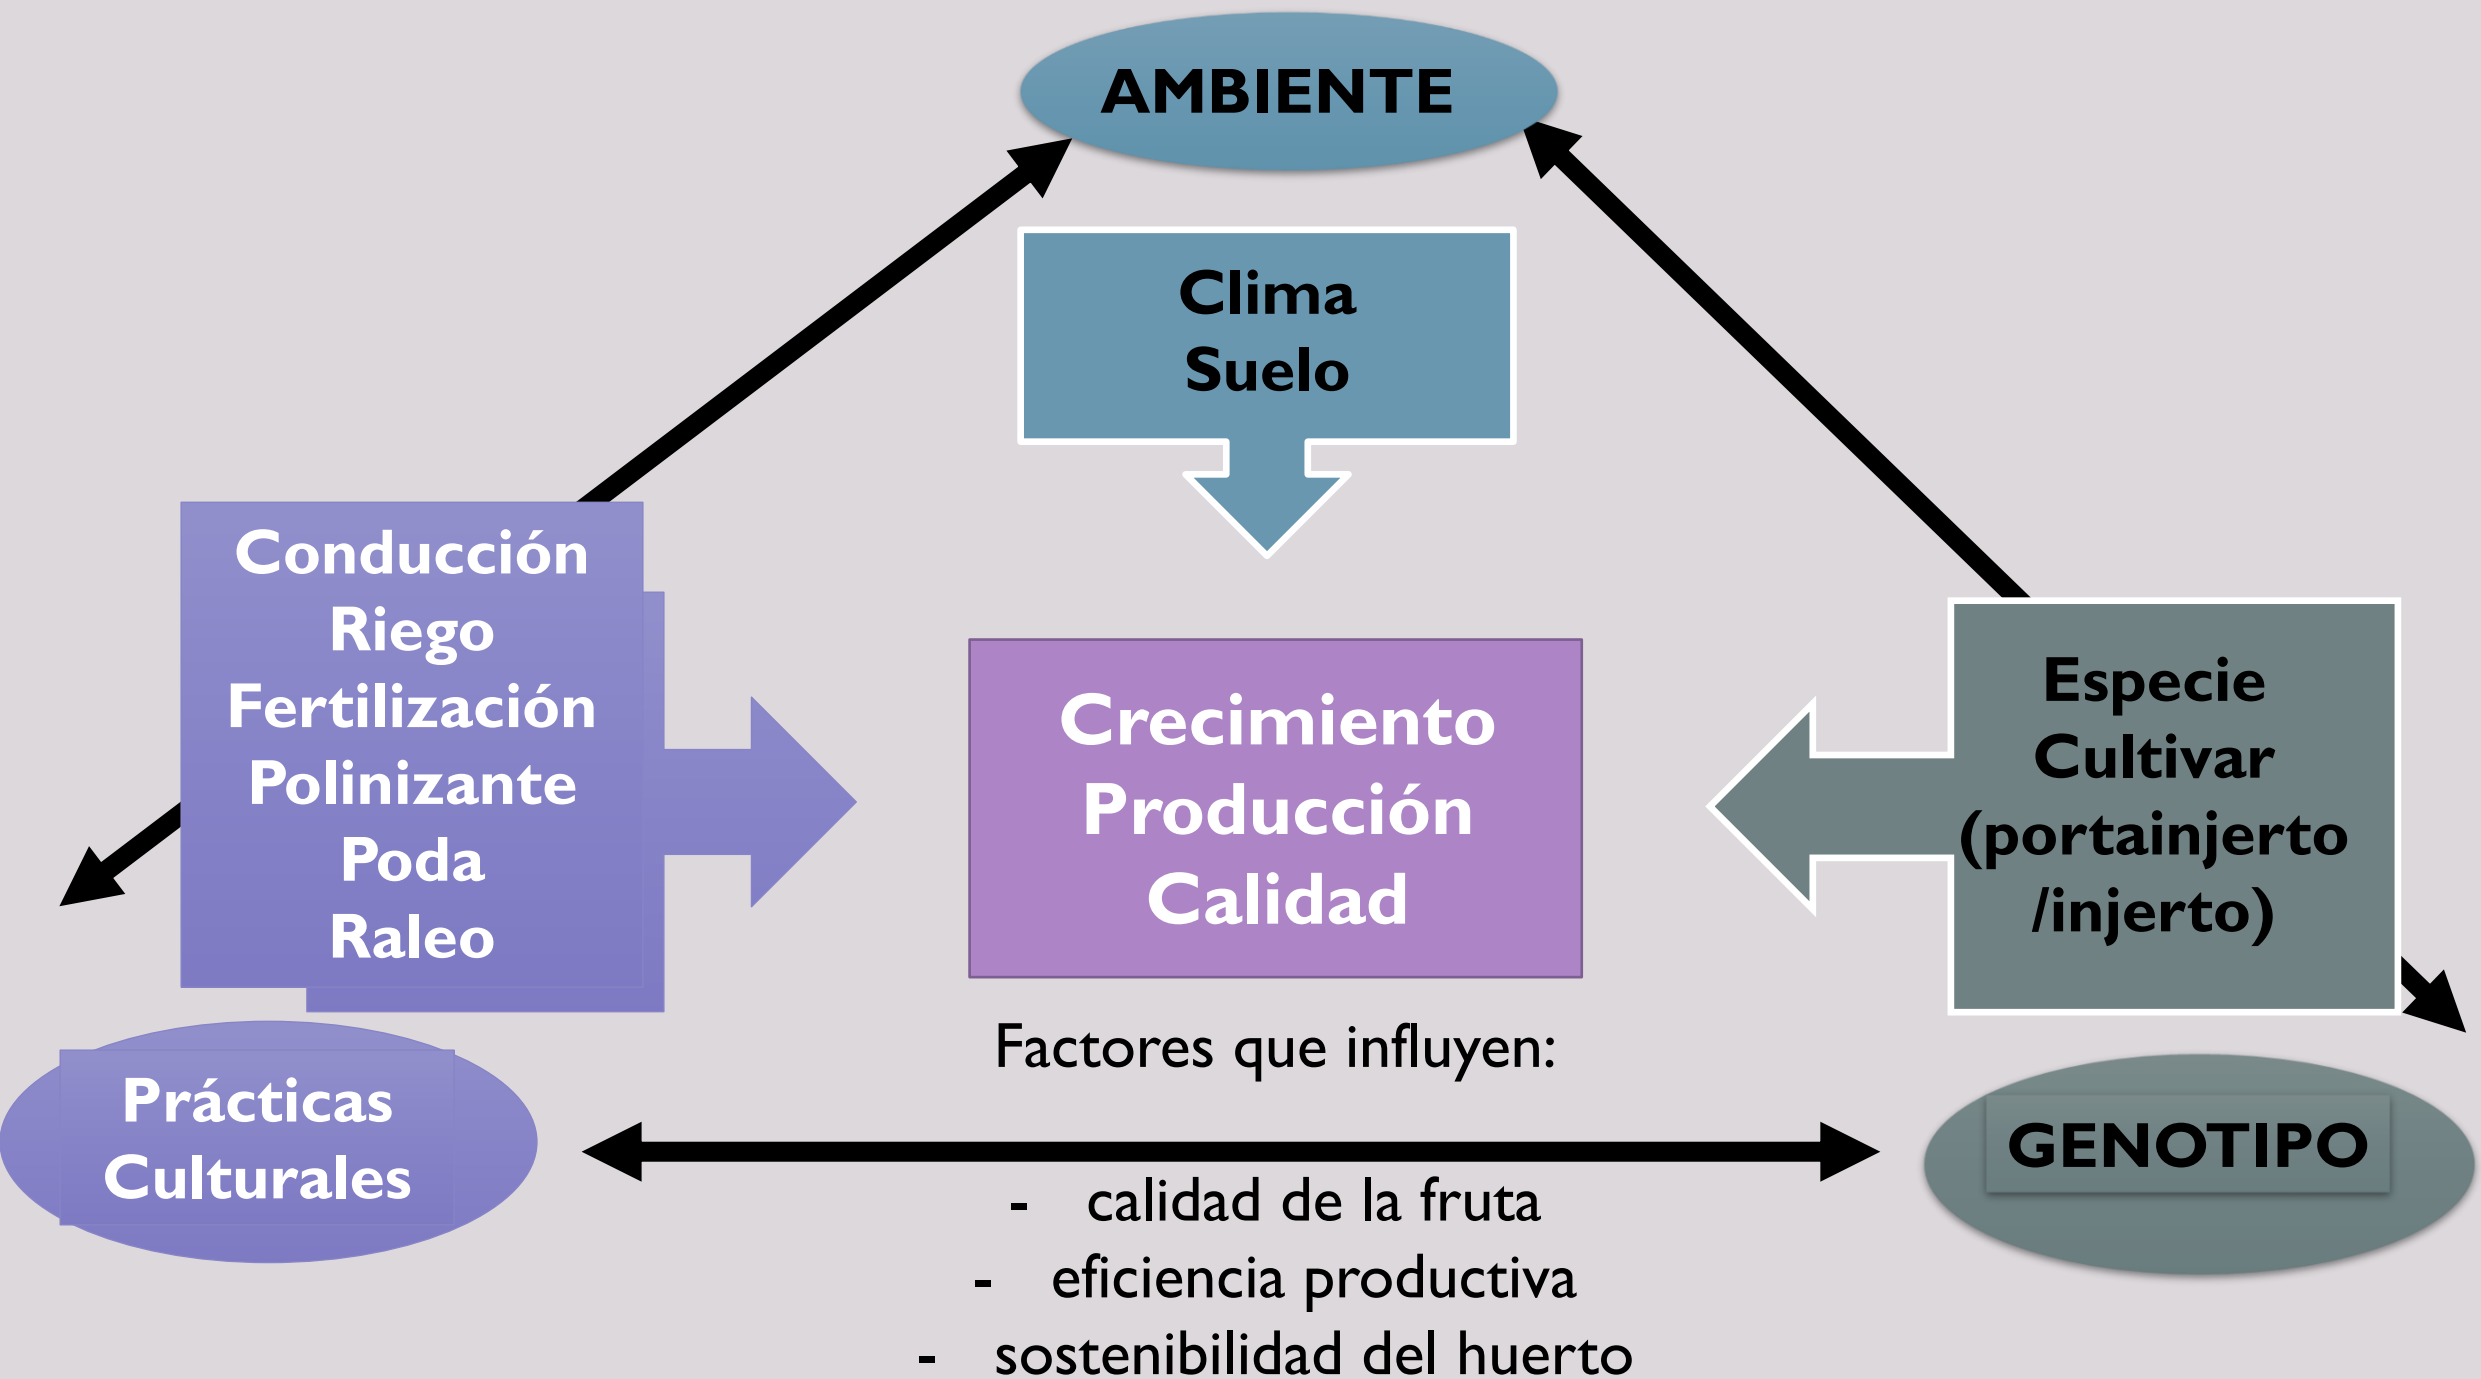 AMBIENTE
Clima
Suelo
Conducción
Riego
Fertilización
Polinizante
Poda
Raleo
Crecimiento
Producción
Calidad
Especie
Cultivar
(portainjerto
/injerto)
Factores que influyen:
Prácticas
Culturales
GENOTIPO
- calidad de la fruta
- eficiencia productiva
- sostenibilidad del huerto